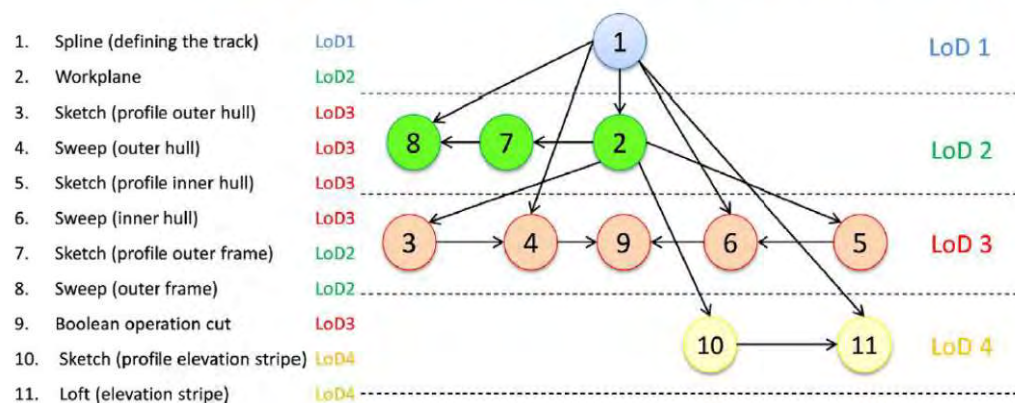 1. Spline (defining the track) LoD1
2. Workplane LoD2
3. Sketch (profile outer hull) LoD3
4. Sweep (outer hull) LoD3
5. Sketch (profile inner hull) LoD3
6. Sweep (inner hull) LoD3
7. Sketch (profile outer frame) LoD2
8. Sweep (outer frame) LoD2
9. Boolean operation cut LoD3
10. Sketch (profile elevation stripe) LoD4
11. Loft (elevation stripe) LoD4
1 LoD 1
8 7 2 LoD 2
3 4 9 6 5 LoD 3
10 11 LoD 4